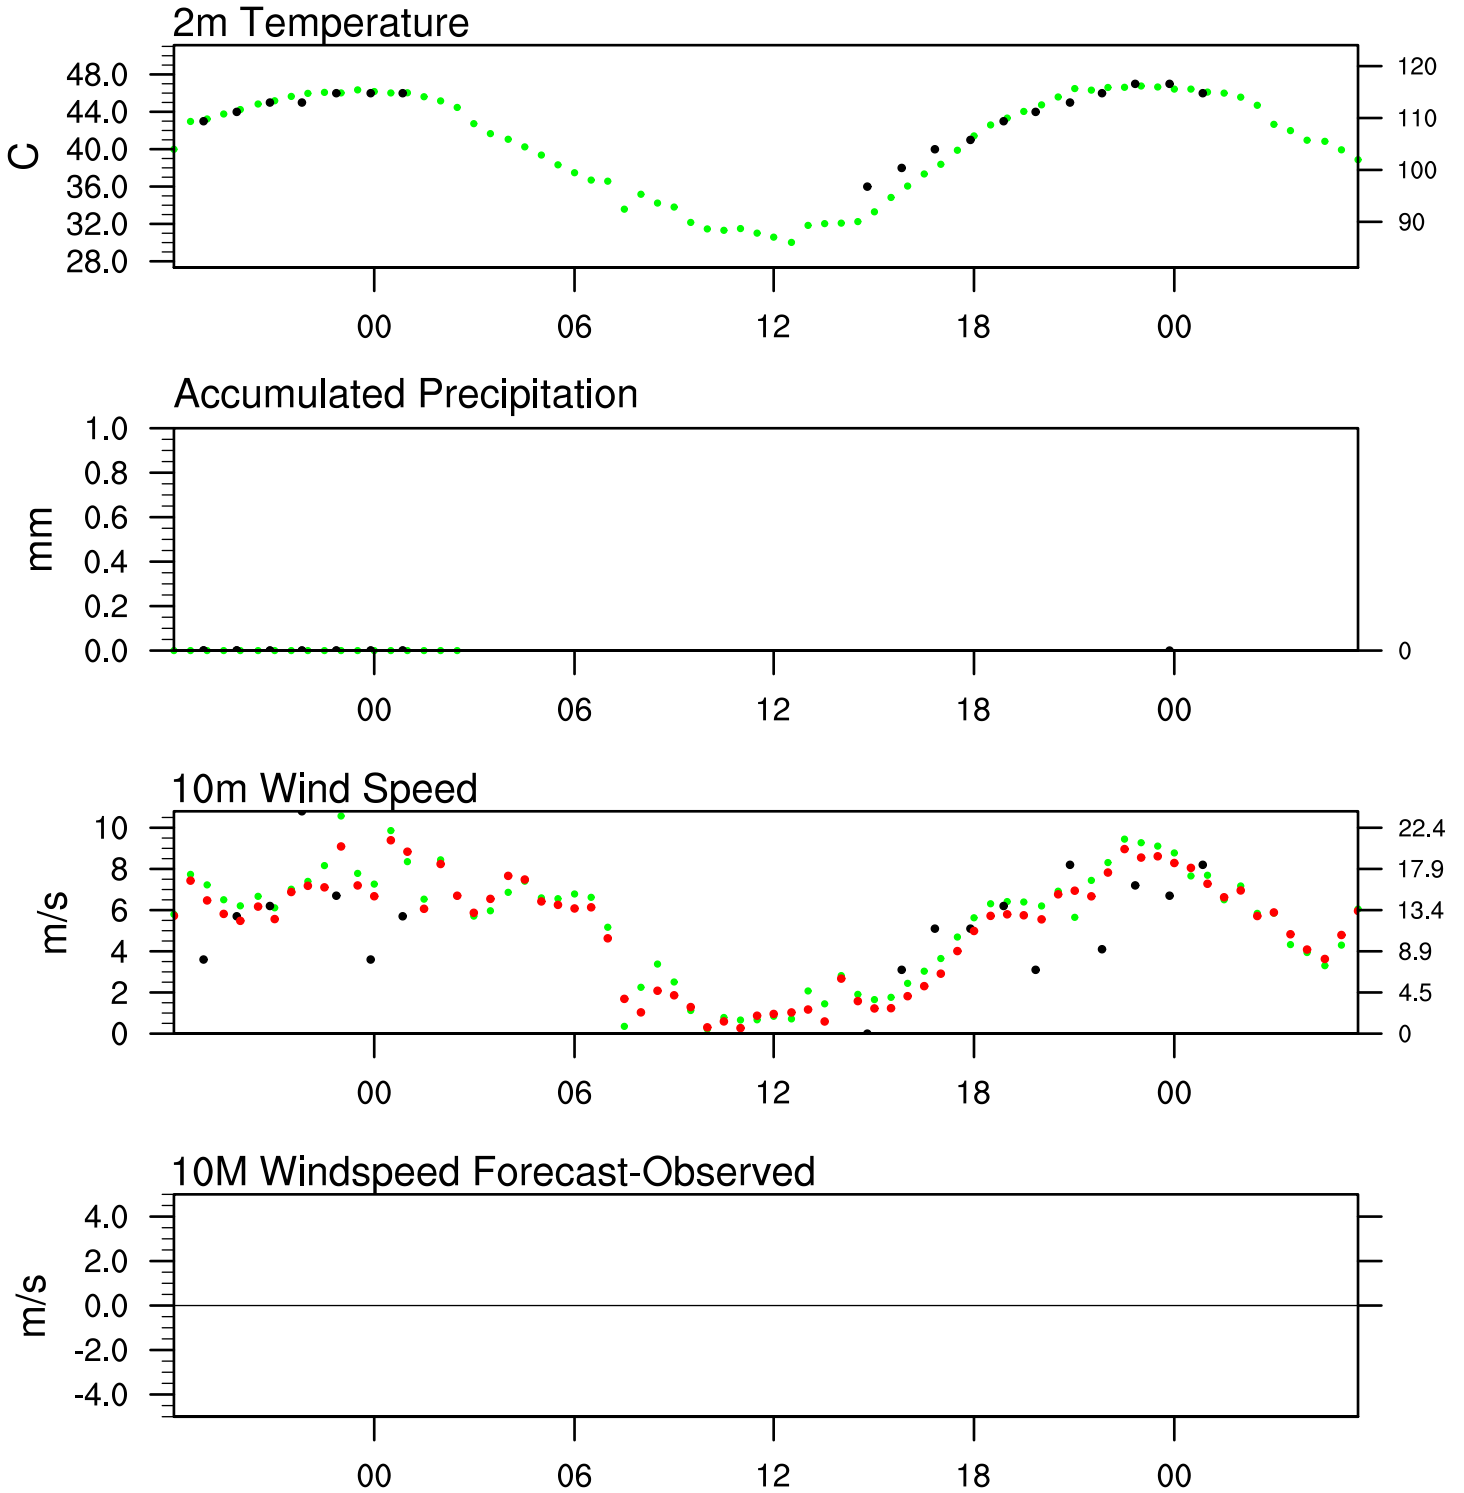 2m Temperature
48.0
44.0
40.0
36.0
32.0
28.0
C
120
110
100
90
00 06 12 18 00
Accumulated Precipitation
1.0
0.8
0.6
0.4
0.2
0.0
mm
0
00 06 12 18 00
10m Wind Speed
10
8
6
4
2
0
m/s
22.4
17.9
13.4
8.9
4.5
0
00 06 12 18 00
10M Windspeed Forecast-Observed
4.0
2.0
0.0
-2.0
-4.0
m/s
00 06 12 18 00